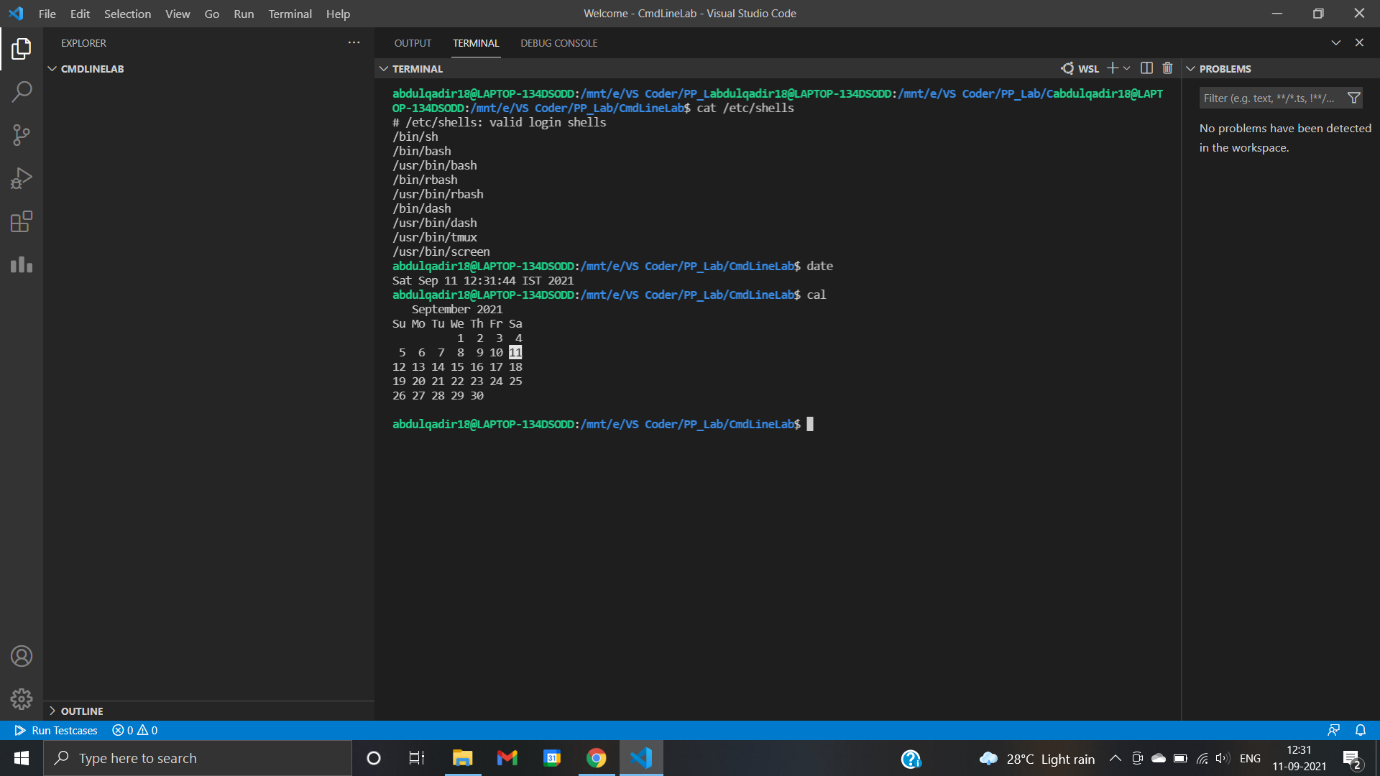 File Edit Selection View Go Run Terminal Help
Welcome - CmdLineLab - Visual Studio Code
EXPLORER
CMDLINELAB
OUTPUT TERMINAL DEBUG CONSOLE
TERMINAL
WSL
abdulqadir18@LAPTOP-134DSODD:/mnt/e/VS Coder/PP_Labdulqadir18@LAPTOP-134DSODD:/mnt/e/VS Coder/PP_Lab/Cabdulqadir18@LAPT
OP-134DSODD:/mnt/e/VS Coder/PP_Lab/CmdLineLab$ cat /etc/shells
# /etc/shells: valid login shells
/bin/sh
/bin/bash
/usr/bin/bash
/bin/rbash
/usr/bin/rbash
/bin/dash
/usr/bin/dash
/usr/bin/tmux
/usr/bin/screen
abdulqadir18@LAPTOP-134DSODD:/mnt/e/VS Coder/PP_Lab/CmdLineLab$ date
Sat Sep 11 12:31:44 IST 2021
abdulqadir18@LAPTOP-134DSODD:/mnt/e/VS Coder/PP_Lab/CmdLineLab$ cal
September 2021
Su Mo Tu We Th Fr Sa
1 2 3 4
5 6 7 8 9 10 11
12 13 14 15 16 17 18
19 20 21 22 23 24 25
26 27 28 29 30
abdulqadir18@LAPTOP-134DSODD:/mnt/e/VS Coder/PP_Lab/CmdLineLab$
PROBLEMS
Filter (e.g. text, **/*.ts, !**/...
No problems have been detected
in the workspace.
OUTLINE
Run Testcases 0 0
Type here to search
31
28°C Light rain
ENG
12:31
11-09-2021
2